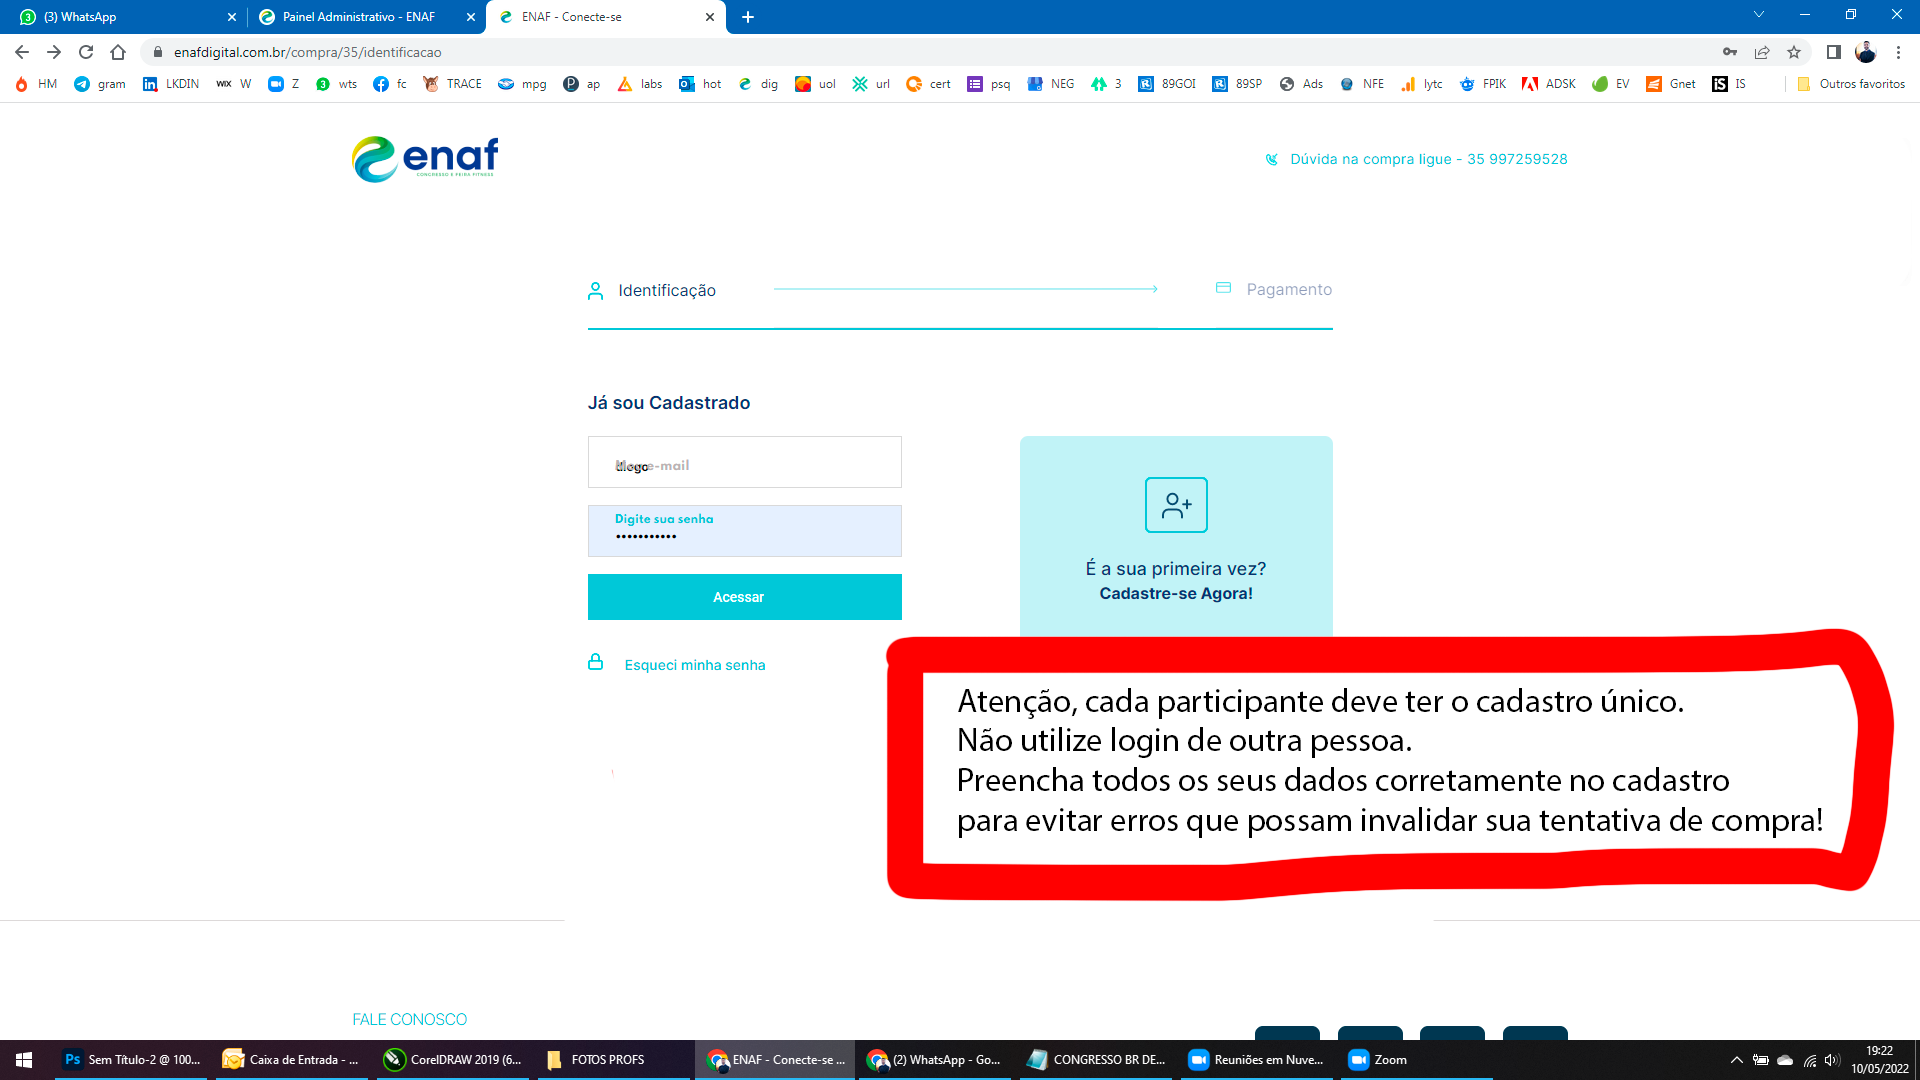 (3) WhatsApp
Painel Administrativo - ENAF
ENAF - Conecte-se
enafdigital.com.br/compra/35/identificacao
HM gram LKDIN W Z wts fc TRACE mpg ap labs hot dig uol url cert psq NEG 3 89GOI 89SP Ads NFE lytc FPIK ADSK EV Gnet IS Outros favoritos
enaf
CONGRESSO E FEIRA FITNESS
Dúvida na compra ligue - 35 997259528
Identificação
Pagamento
Já sou Cadastrado
diego
e-mail
Digite sua senha
Acessar
Esqueci minha senha
É a sua primeira vez?
Cadastre-se Agora!
Atenção, cada participante deve ter o cadastro único.
Não utilize login de outra pessoa.
Preencha todos os seus dados corretamente no cadastro
para evitar erros que possam invalidar sua tentativa de compra!
FALE CONOSCO
Ps Sem Título-2 @ 100...
Caixa de Entrada - ...
CorelDRAW 2019 (6...
FOTOS PROFS
ENAF - Conecte-se ...
(2) WhatsApp - Go...
CONGRESSO BR DE...
Reuniões em Nuve...
Zoom
19:22
10/05/2022